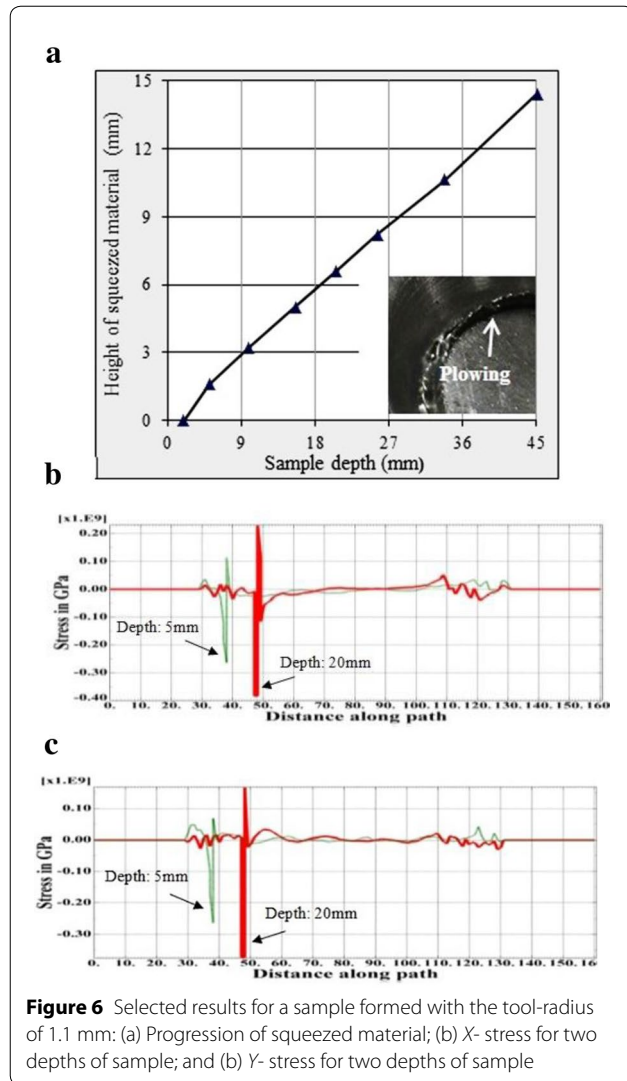 a
15
12
9
6
3
0
Height of squeezed material (mm)
Plowing
0 9 18 27 36 45
Sample depth (mm)
b
[x1.E9]
0.20
0.10
0.00
-0.10
-0.20
-0.30
-0.40
Stress in GPa
Depth: 5mm
Depth: 20mm
0. 10. 20. 30. 40. 50. 60. 70. 80. 90. 100. 110. 120. 130. 140. 150. 160
Distance along path
c
[x1.E9]
0.10
0.00
-0.10
-0.20
-0.30
Stress in GPa
Depth: 5mm
Depth: 20mm
0. 10. 20. 30. 40. 50. 60. 70. 80. 90. 100. 110. 120. 130. 140. 150. 160
Distance along path
Figure 6 Selected results for a sample formed with the tool-radius
of 1.1 mm: (a) Progression of squeezed material; (b) X- stress for two
depths of sample; and (b) Y- stress for two depths of sample